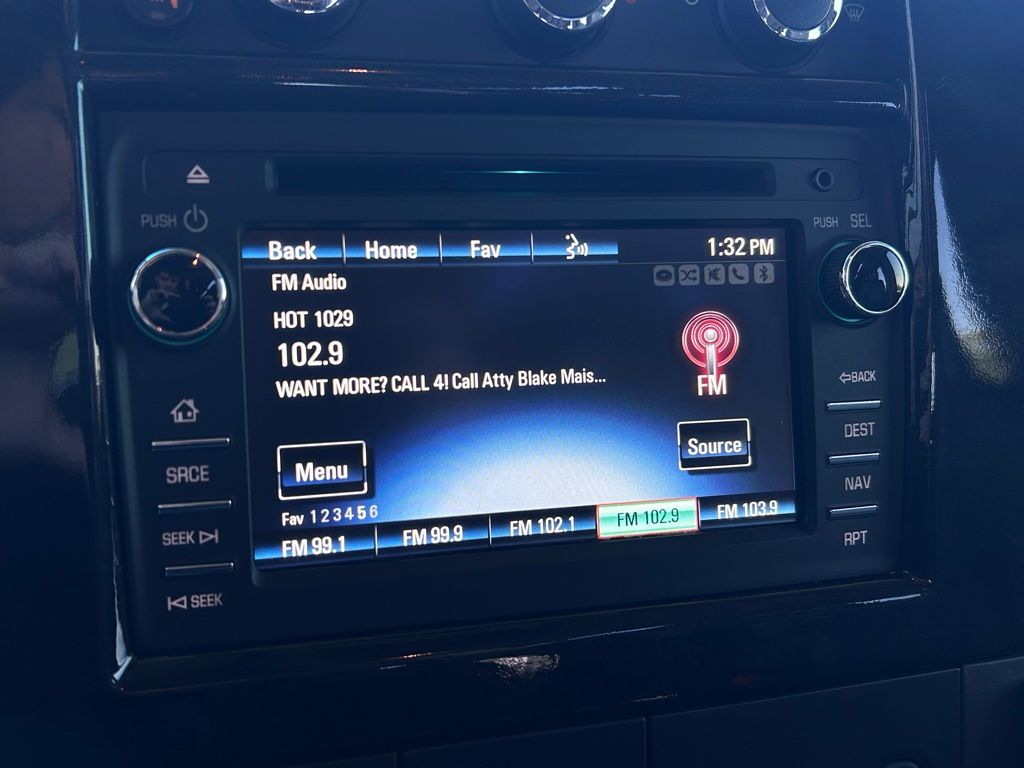 PUSH
PUSH SEL
Back Home Fav 1:32 PM
FM Audio
HOT 1029
102.9
WANT MORE? CALL 4! Call Atty Blake Mais...
FM
BACK
DEST
SRCE
Menu
Source
NAV
Fav 1 2 3 4 5 6
SEEK
FM 99.1 FM 99.9 FM 102.1 FM 102.9 FM 103.9
RPT
SEEK